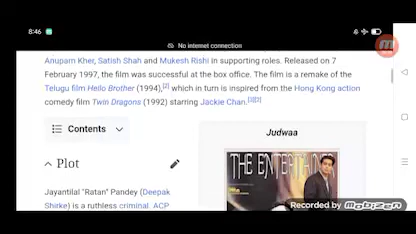 8:46
No internet connection
Anupam Kher, Satish Shah and Mukesh Rishi in supporting roles. Released on 7
February 1997, the film was successful at the box office. The film is a remake of the
Telugu film Hello Brother (1994),[2] which in turn is inspired from the Hong Kong action
comedy film Twin Dragons (1992) starring Jackie Chan.[3][2]
Contents
Judwaa
Plot
THE ENTERTAINER
Jayantilal "Ratan" Pandey (Deepak
Shirke) is a ruthless criminal. ACP
Recorded by mobizen